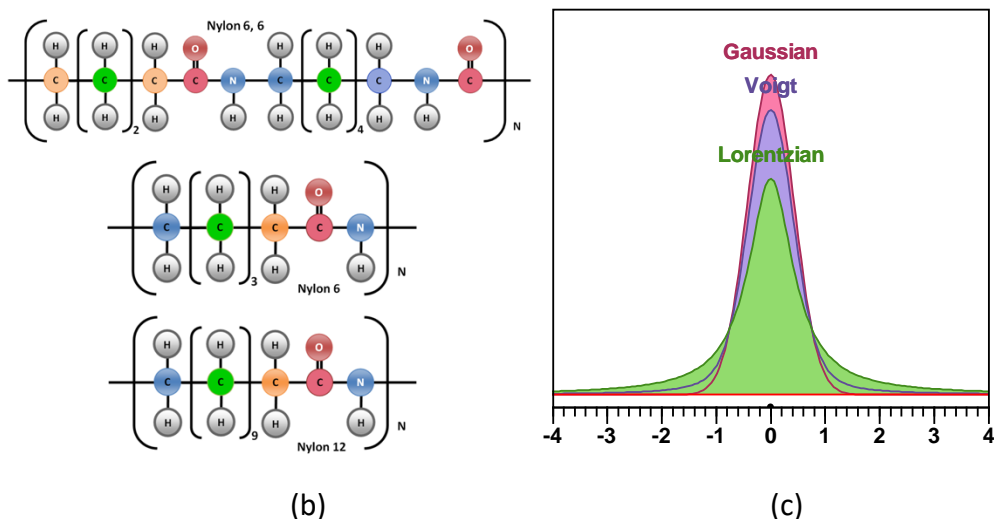 Nylon 6, 6
H H H O H H H O
C C C C N C C C N C
H H H H H H H H
2 4 N
H H H O
C C C C N
H H H H
3 Nylon 6 N
H H H O
C C C C N
H H H H
9 Nylon 12 N
(b)
Gaussian
Voigt
Lorentzian
-4 -3 -2 -1 0 1 2 3 4
(c)